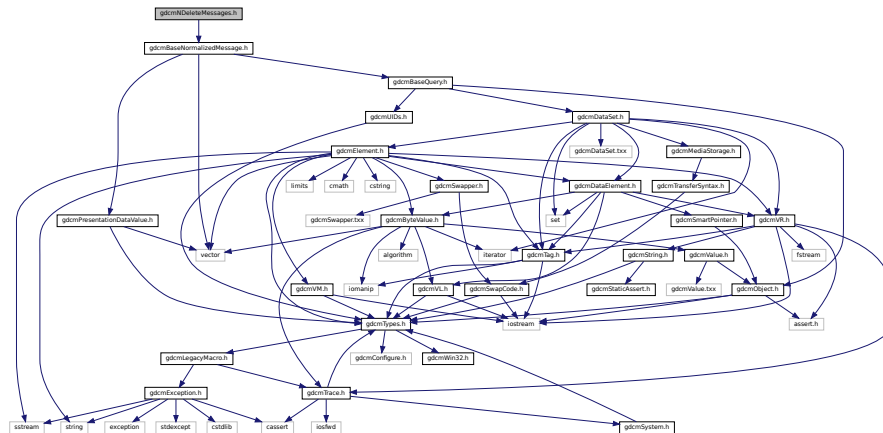 gdcmNDeleteMessages.h
gdcmBaseNormalizedMessage.h
gdcmBaseQuery.h
gdcmUIDs.h
gdcmDataSet.h
gdcmElement.h
gdcmDataSet.txx
gdcmMediaStorage.h
limits
cmath
cstring
gdcmSwapper.h
gdcmDataElement.h
gdcmTransferSyntax.h
gdcmPresentationDataValue.h
gdcmSwapper.txx
gdcmByteValue.h
set
gdcmSmartPointer.h
gdcmVR.h
vector
algorithm
iterator
gdcmTag.h
gdcmString.h
gdcmValue.h
fstream
gdcmVM.h
iomanip
gdcmVL.h
gdcmSwapCode.h
gdcmStaticAssert.h
gdcmValue.txx
gdcmObject.h
gdcmTypes.h
iostream
assert.h
gdcmLegacyMacro.h
gdcmConfigure.h
gdcmWin32.h
gdcmException.h
gdcmTrace.h
sstream
string
exception
stdexcept
cstdlib
cassert
iosfwd
gdcmSystem.h